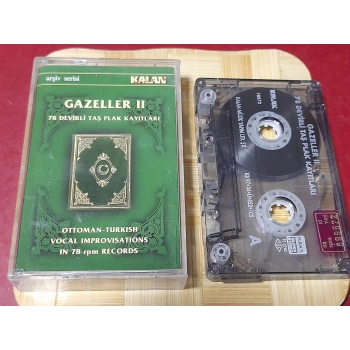 arşiv serisi
KALAN
GAZELLER II
78 DEVİRLİ TAŞ PLAK KAYITLARI
OTTOMAN-TURKISH
VOCAL IMPROVISATIONS
IN 78 rpm RECORDS
KALAN
GAZELLER II
78 DEVİRLİ TAŞ PLAK KAYITLARI
A